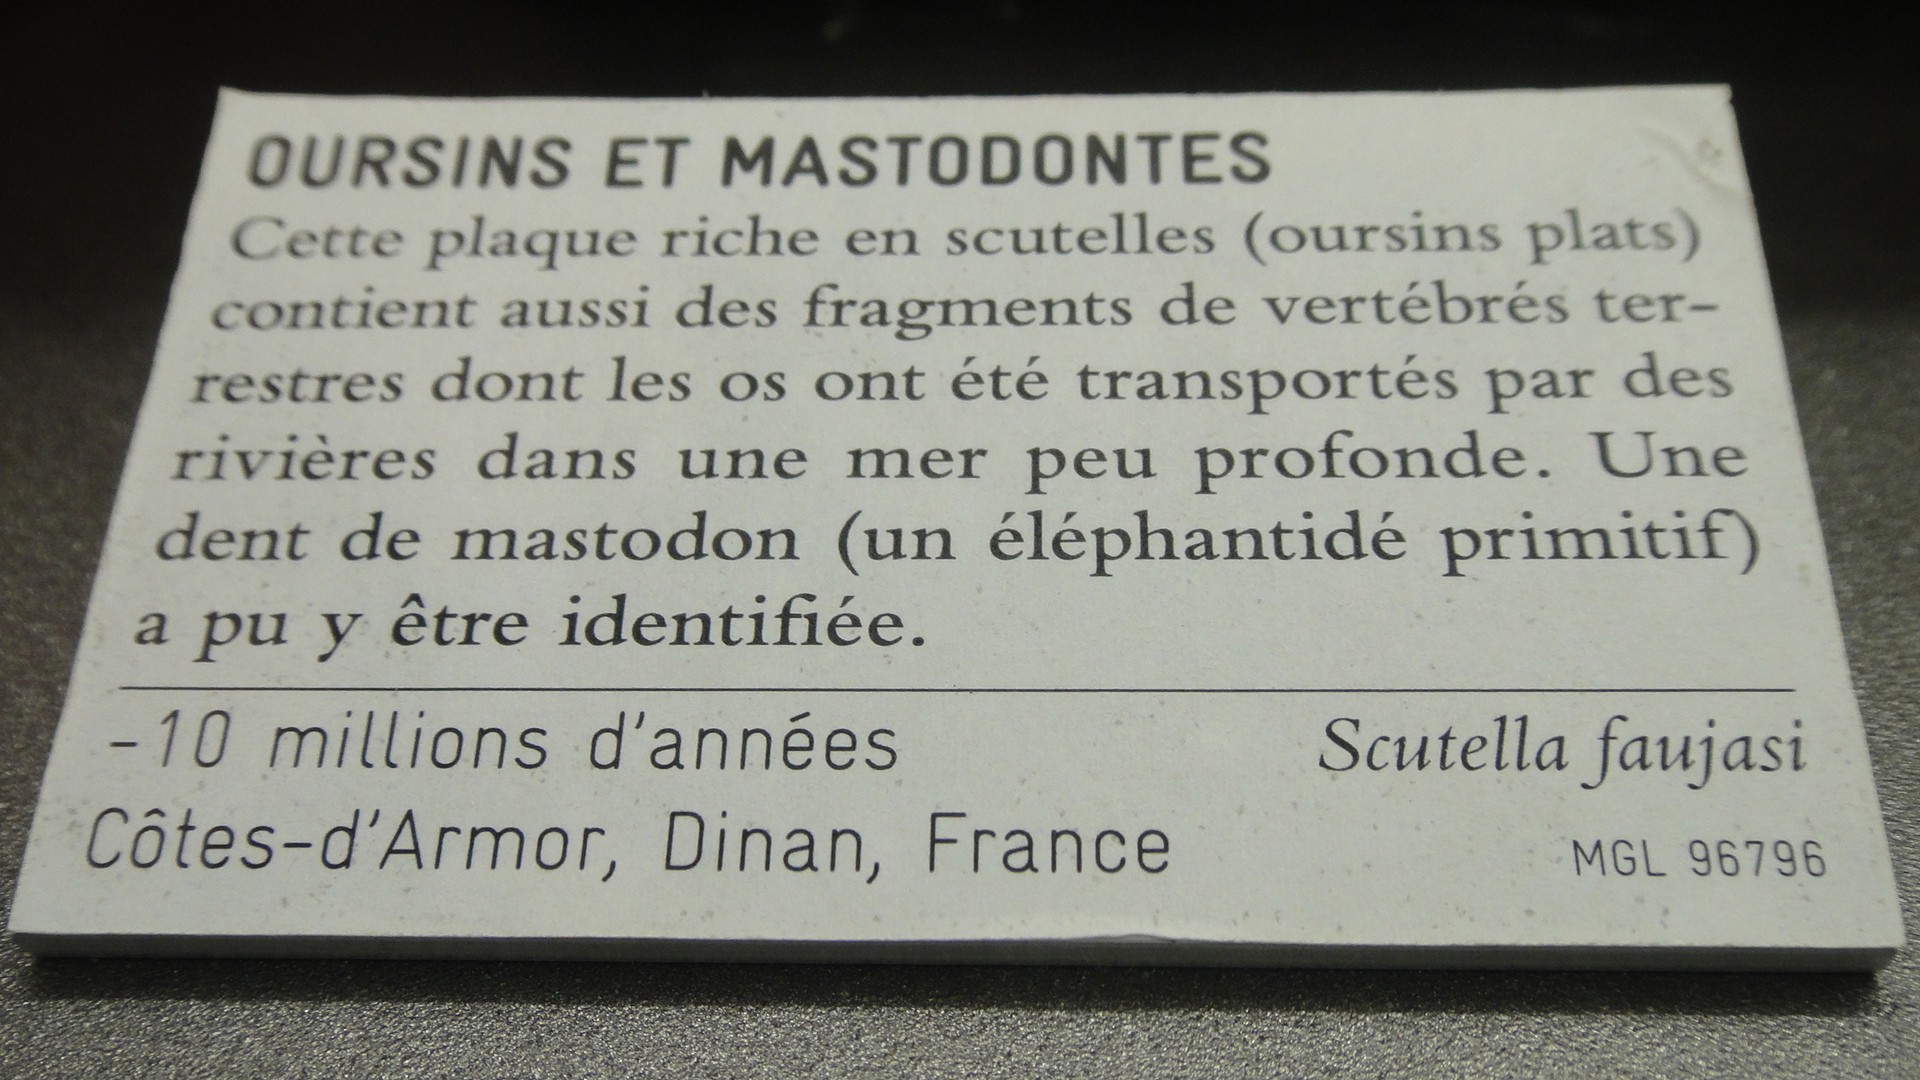 OURSINS ET MASTODONTES
Cette plaque riche en scutelles (oursins plats)
contient aussi des fragments de vertébrés ter-
restres dont les os ont été transportés par des
rivières dans une mer peu profonde. Une
dent de mastodon (un éléphantidé primitif)
a pu y être identifiée.
-10 millions d'années
Scutella faujasi
Côtes-d'Armor, Dinan, France
MGL 96796